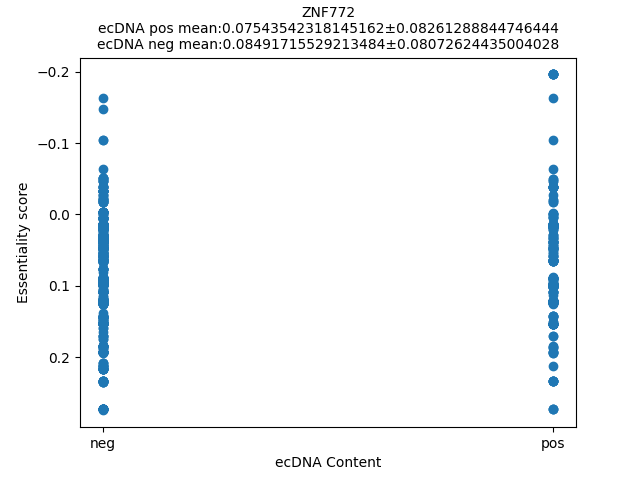 ZNF772
ecDNA pos mean:0.07543542318145162±0.08261288844746444
ecDNA neg mean:0.08491715529213484±0.08072624435004028
−0.2
−0.1
0.0
0.1
0.2
Essentiality score
neg
pos
ecDNA Content